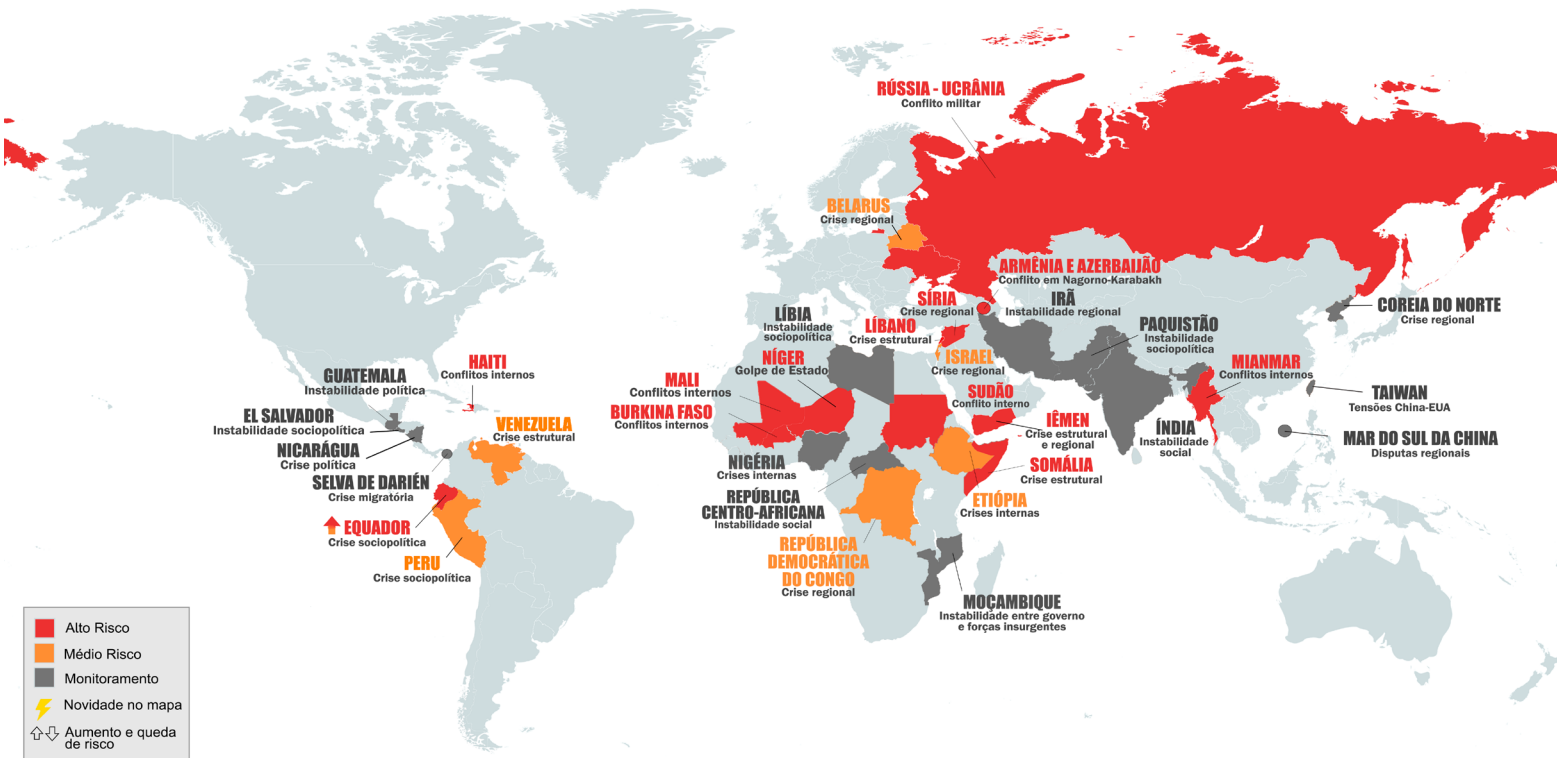 RÚSSIA - UCRÂNIA
Conflito militar
BELARUS
Crise regional
ARMÊNIA E AZERBAIJÃO
Conflito em Nagorno-Karabakh
SÍRIA
Crise regional
IRÃ
Instabilidade regional
COREIA DO NORTE
Crise regional
LÍBIA
Instabilidade
sociopolítica
LÍBANO
Crise estrutural
PAQUISTÃO
Instabilidade
sociopolítica
ISRAEL
Crise regional
NÍGER
Golpe de Estado
MIANMAR
Conflitos internos
HAITI
Conflitos internos
GUATEMALA
Instabilidade política
MALI
Conflitos internos
SUDÃO
Conflito interno
TAIWAN
Tensões China-EUA
BURKINA FASO
Conflitos internos
EL SALVADOR
Instabilidade sociopolítica
VENEZUELA
Crise estrutural
IÊMEN
Crise estrutural
e regional
ÍNDIA
Instabilidade
social
MAR DO SUL DA CHINA
Disputas regionais
NICARÁGUA
Crise política
NIGÉRIA
Crises internas
SOMÁLIA
Crise estrutural
SELVA DE DARIÉN
Crise migratória
REPÚBLICA
CENTRO-AFRICANA
Instabilidade social
ETIÓPIA
Crises internas
EQUADOR
Crise sociopolítica
PERU
Crise sociopolítica
REPÚBLICA
DEMOCRÁTICA
DO CONGO
Crise regional
MOÇAMBIQUE
Instabilidade entre governo
e forças insurgentes
Alto Risco
Médio Risco
Monitoramento
Novidade no mapa
Aumento e queda
de risco